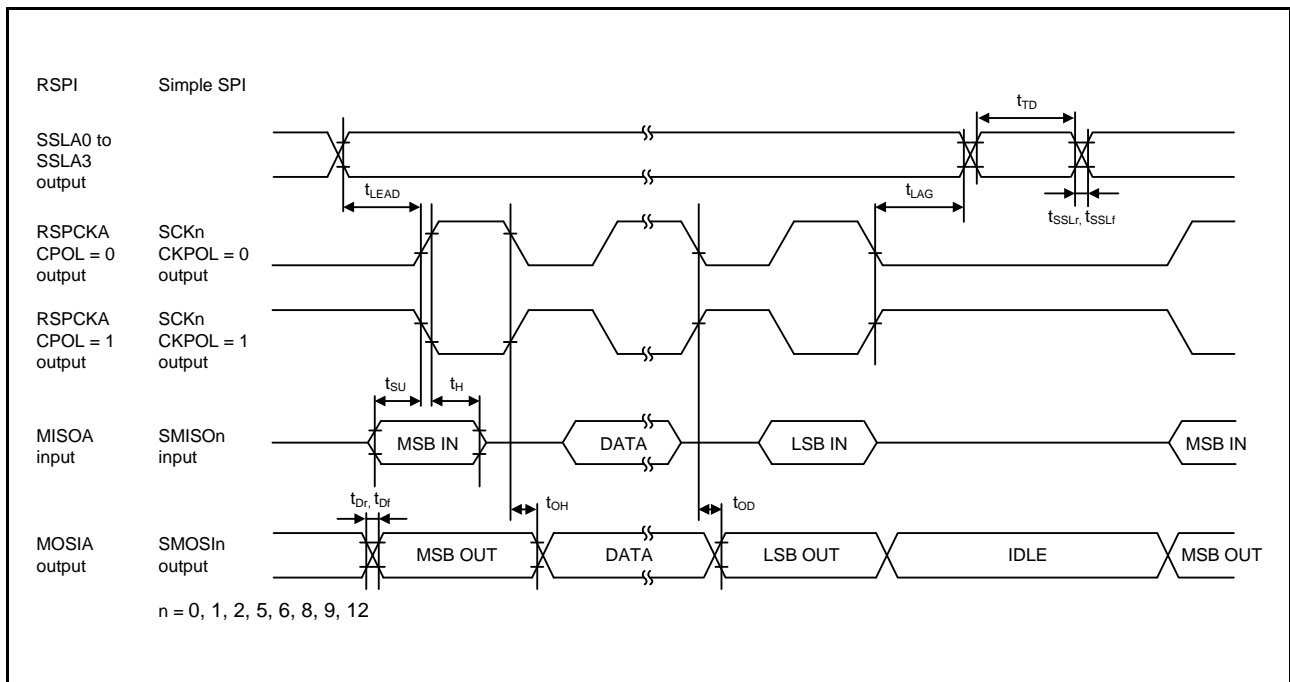 RSPI
Simple SPI
tTD
SSLA0 to
SSLA3
output
tLEAD
tLAG
tSSLr, tSSLf
RSPCKA
CPOL = 0
output
SCKn
CKPOL = 0
output
RSPCKA
CPOL = 1
output
SCKn
CKPOL = 1
output
tSU
tH
MISOA
input
SMISOn
input
MSB IN
DATA
LSB IN
MSB IN
tDr, tDf
tOH
tOD
MOSIA
output
SMOSIn
output
MSB OUT
DATA
LSB OUT
IDLE
MSB OUT
n = 0, 1, 2, 5, 6, 8, 9, 12